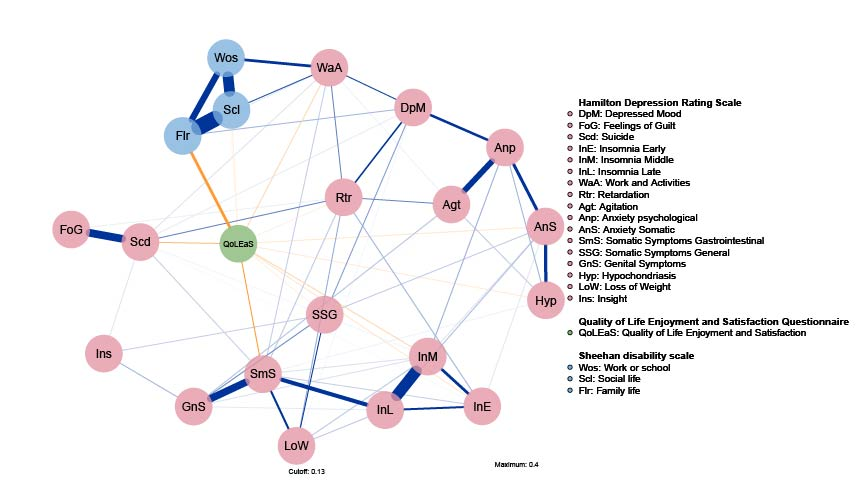 Wos
WaA
Scl
DpM
Flr
Anp
Rtr
Agt
FoG
Scd
QoLEaS
AnS
Hyp
SSG
Ins
InM
SmS
GnS
InL
InE
LoW
Cutoff: 0.13
Maximum: 0.4
Hamilton Depression Rating Scale
DpM: Depressed Mood
FoG: Feelings of Guilt
Scd: Suicide
InE: Insomnia Early
InM: Insomnia Middle
InL: Insomnia Late
WaA: Work and Activities
Rtr: Retardation
Agt: Agitation
Anp: Anxiety psychological
AnS: Anxiety Somatic
SmS: Somatic Symptoms Gastrointestinal
SSG: Somatic Symptoms General
GnS: Genital Symptoms
Hyp: Hypochondriasis
LoW: Loss of Weight
Ins: Insight
Quality of Life Enjoyment and Satisfaction Questionnaire
QoLEaS: Quality of Life Enjoyment and Satisfaction
Sheehan disability scale
Wos: Work or school
Scl: Social life
Flr: Family life